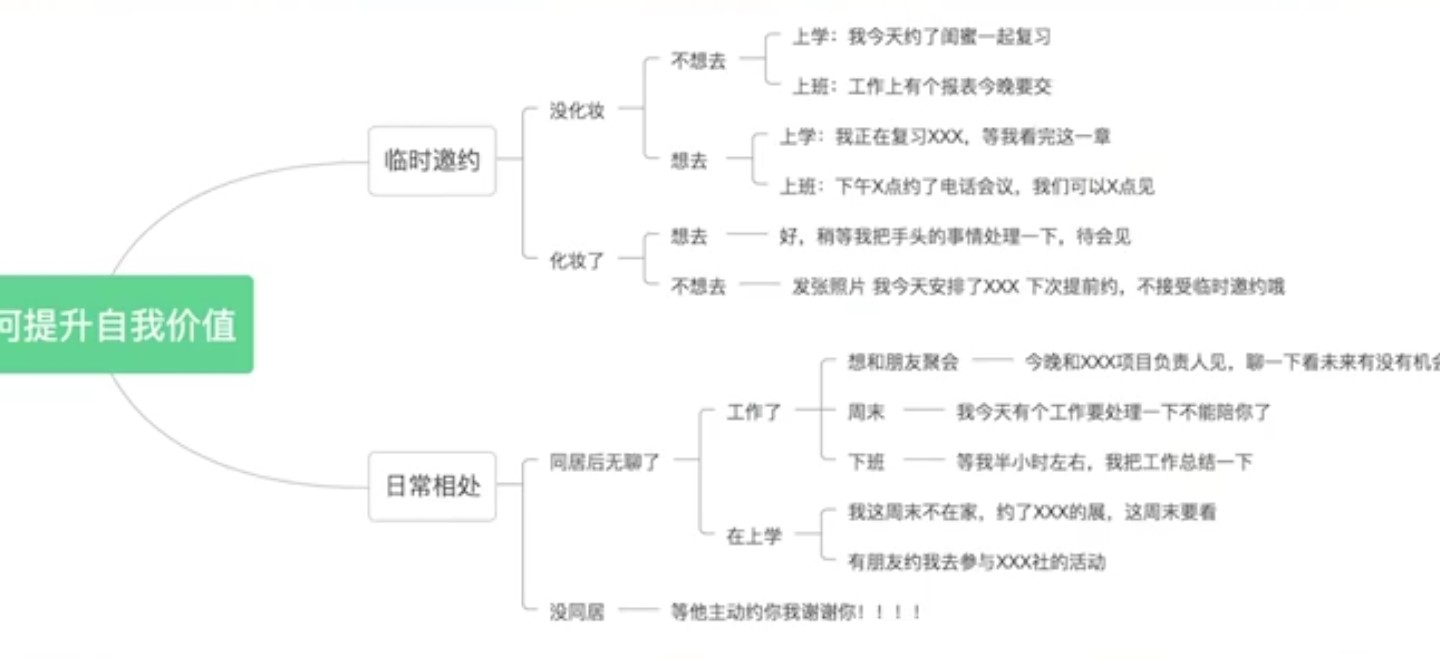 上学：我今天约了闺蜜一起复习
不想去
上班：工作上有个报表今晚要交
没化妆
上学：我正在复习XXX，等我看完这一章
想去
上班：下午X点约了电话会议，我们可以X点见
临时邀约
想去
好，稍等我把手头的事情处理一下，待会见
化妆了
不想去
发张照片 我今天安排了XXX 下次提前约，不接受临时邀约哦
何提升自我价值
想和朋友聚会
今晚和XXX项目负责人见，聊一下看未来有没有机会
工作了
周末
我今天有个工作要处理一下不能陪你了
同居后无聊了
下班
等我半小时左右，我把工作总结一下
日常相处
我这周末不在家，约了XXX的展，这周末要看
在上学
有朋友约我去参与XXX社的活动
没同居
等他主动约你我谢谢你！！！！